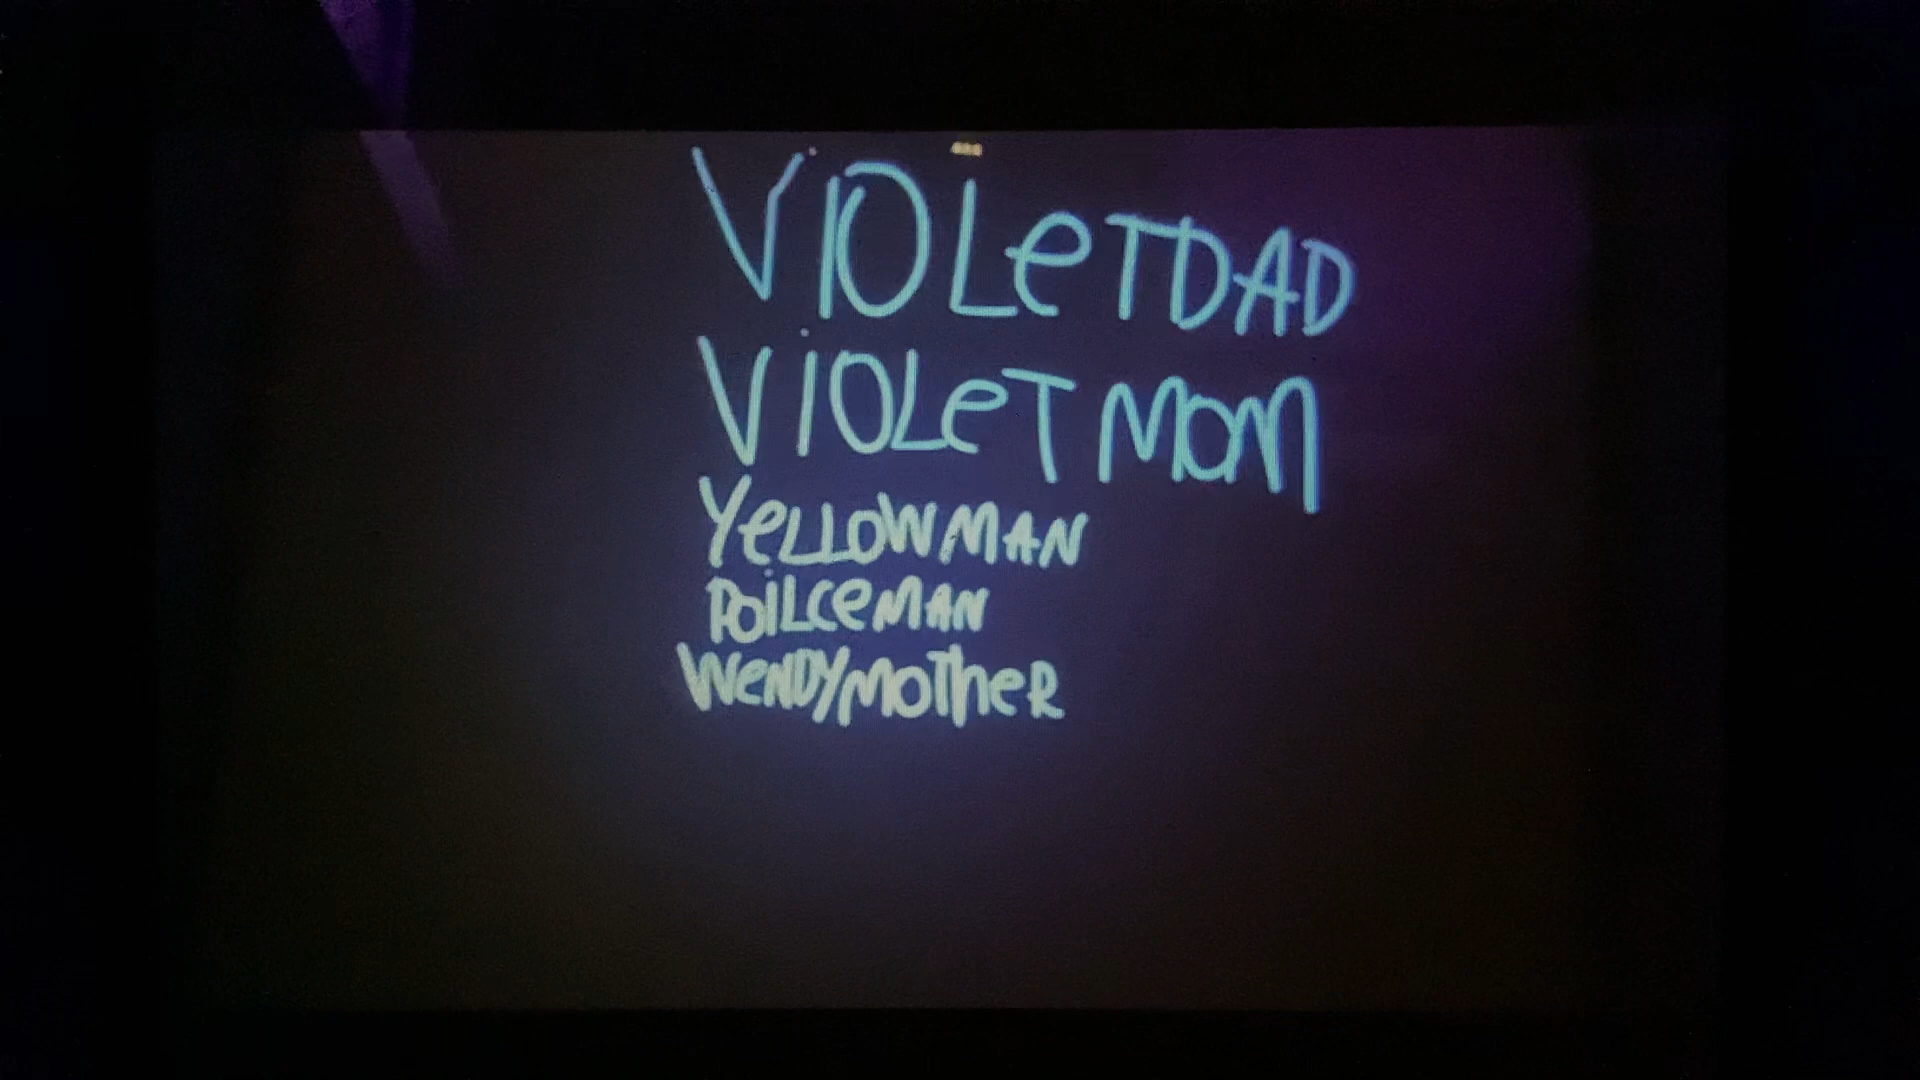 VIOLeTDAD
ViOLeT MOM
YeLLOWMAN
POiLCeMAN
WeNDYMOTheR